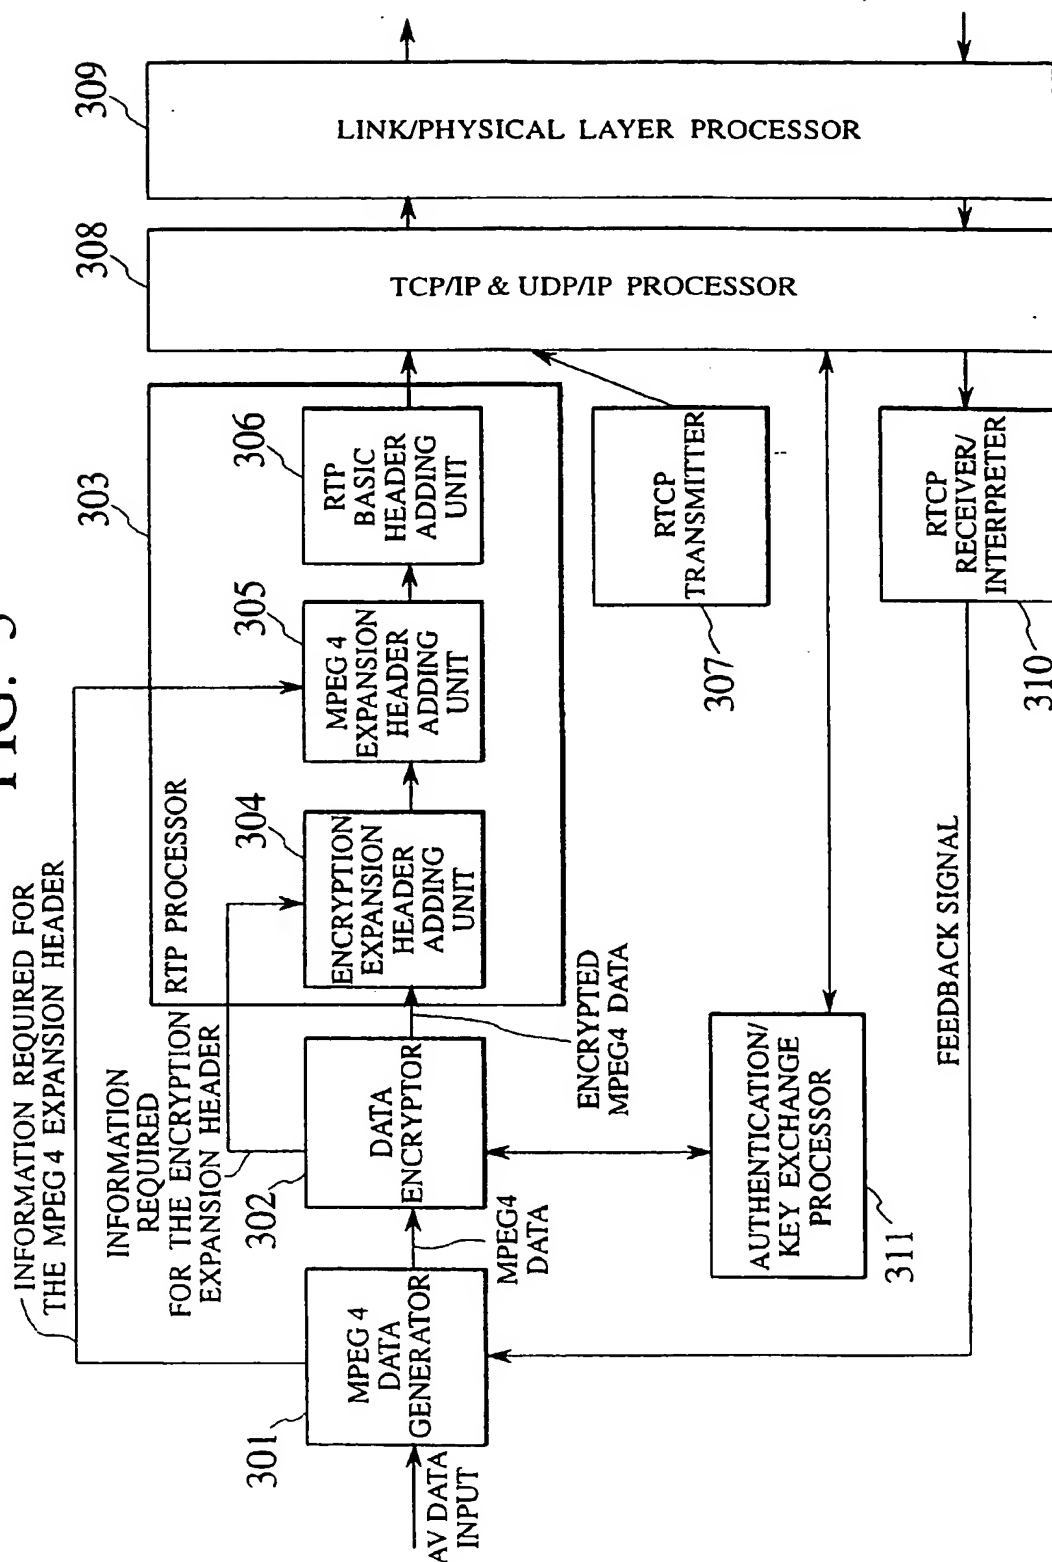 FIG. 3
INFORMATION REQUIRED FOR
THE MPEG4 EXPANSION HEADER
INFORMATION
REQUIRED
FOR THE ENCRYPTION
EXPANSION HEADER
RTP PROCESSOR
303
308
309
301
MPEG 4
DATA
GENERATOR
AV DATA
INPUT
MPEG4
DATA
302
DATA
ENCRYPTOR
ENCRYPTED
MPEG4 DATA
304
ENCRYPTION
EXPANSION
HEADER
ADDING
UNIT
305
MPEG 4
EXPANSION
HEADER
ADDING
UNIT
306
RTP
BASIC
HEADER
ADDING
UNIT
TCP/IP & UDP/IP PROCESSOR
LINK/PHYSICAL LAYER PROCESSOR
RTCP
TRANSMITTER
307
AUTHENTICATION/
KEY EXCHANGE
PROCESSOR
311
RTCP
RECEIVER/
INTERPRETER
310
FEEDBACK SIGNAL